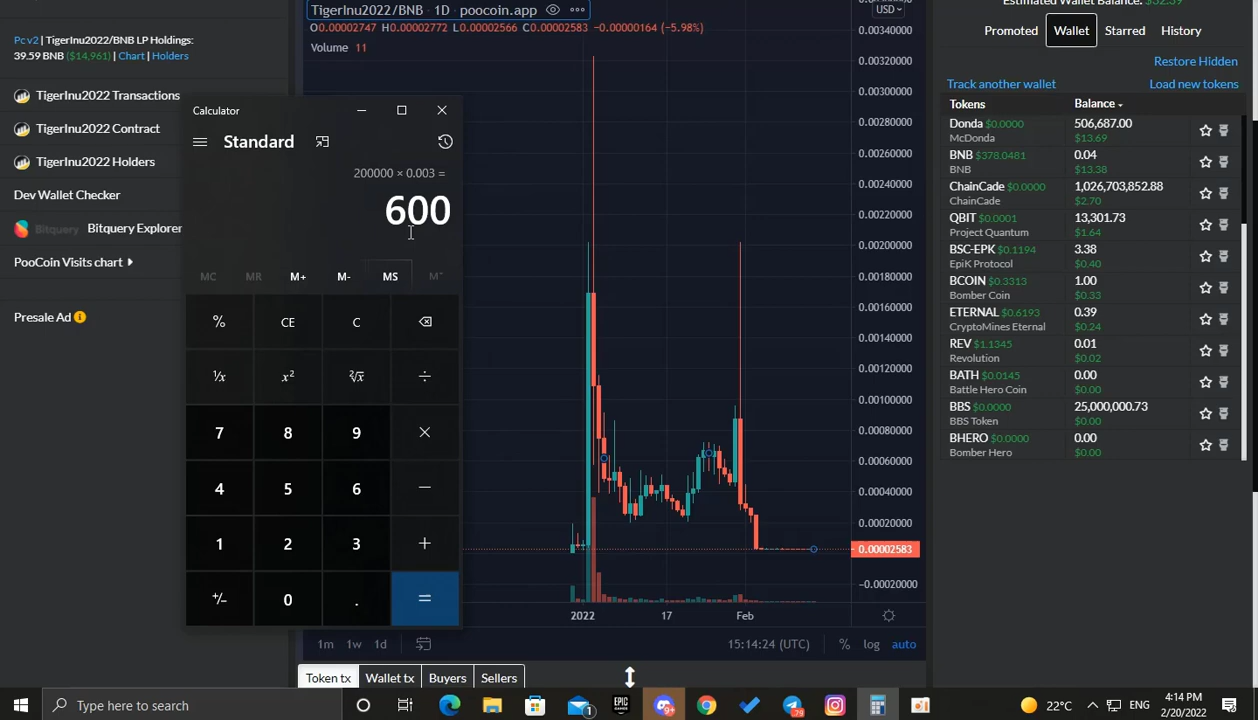 Pc v2 | TigerInu2022/BNB LP Holdings:
39.59 BNB ($14,961) | Chart | Holders
TigerInu2022 Transactions
TigerInu2022 Contract
TigerInu2022 Holders
Dev Wallet Checker
Bitquery Bitquery Explorer
PooCoin Visits chart
Presale Ad
Calculator
Standard
200000 × 0.003 =
600
MC MR M+ M- MS M˅
% CE C
¹/x x² ²√x ÷
7 8 9 ×
4 5 6 −
1 2 3 +
+/− 0 . =
TigerInu2022/BNB · 1D · poocoin.app
O0.00002747 H0.00002772 L0.00002566 C0.00002583 −0.00000164 (−5.98%)
Volume 11
USD
0.00340000
0.00320000
0.00300000
0.00280000
0.00260000
0.00240000
0.00220000
0.00200000
0.00180000
0.00160000
0.00140000
0.00120000
0.00100000
0.00080000
0.00060000
0.00040000
0.00020000
0.00002583
−0.00020000
2022 17 Feb
1m 1w 1d
15:14:24 (UTC) % log auto
Token tx Wallet tx Buyers Sellers
Estimated Wallet Balance: $32.39
Promoted Wallet Starred History
Restore Hidden
Track another wallet Load new tokens
Tokens Balance
Donda $0.0000 506,687.00
McDonda $13.69
BNB $378.0481 0.04
BNB $13.38
ChainCade $0.0000 1,026,703,852.88
ChainCade $2.70
QBIT $0.0001 13,301.73
Project Quantum $1.64
BSC-EPK $0.1194 3.38
EpiK Protocol $0.40
BCOIN $0.3313 1.00
Bomber Coin $0.33
ETERNAL $0.6193 0.39
CryptoMines Eternal $0.24
REV $1.1345 0.01
Revolution $0.02
BATH $0.0145 0.00
Battle Hero Coin $0.00
BBS $0.0000 25,000,000.73
BBS Token $0.00
BHERO $0.0000 0.00
Bomber Hero $0.00
Type here to search
1
EPIC GAMES
9+
79
22°C
ENG
4:14 PM
2/20/2022